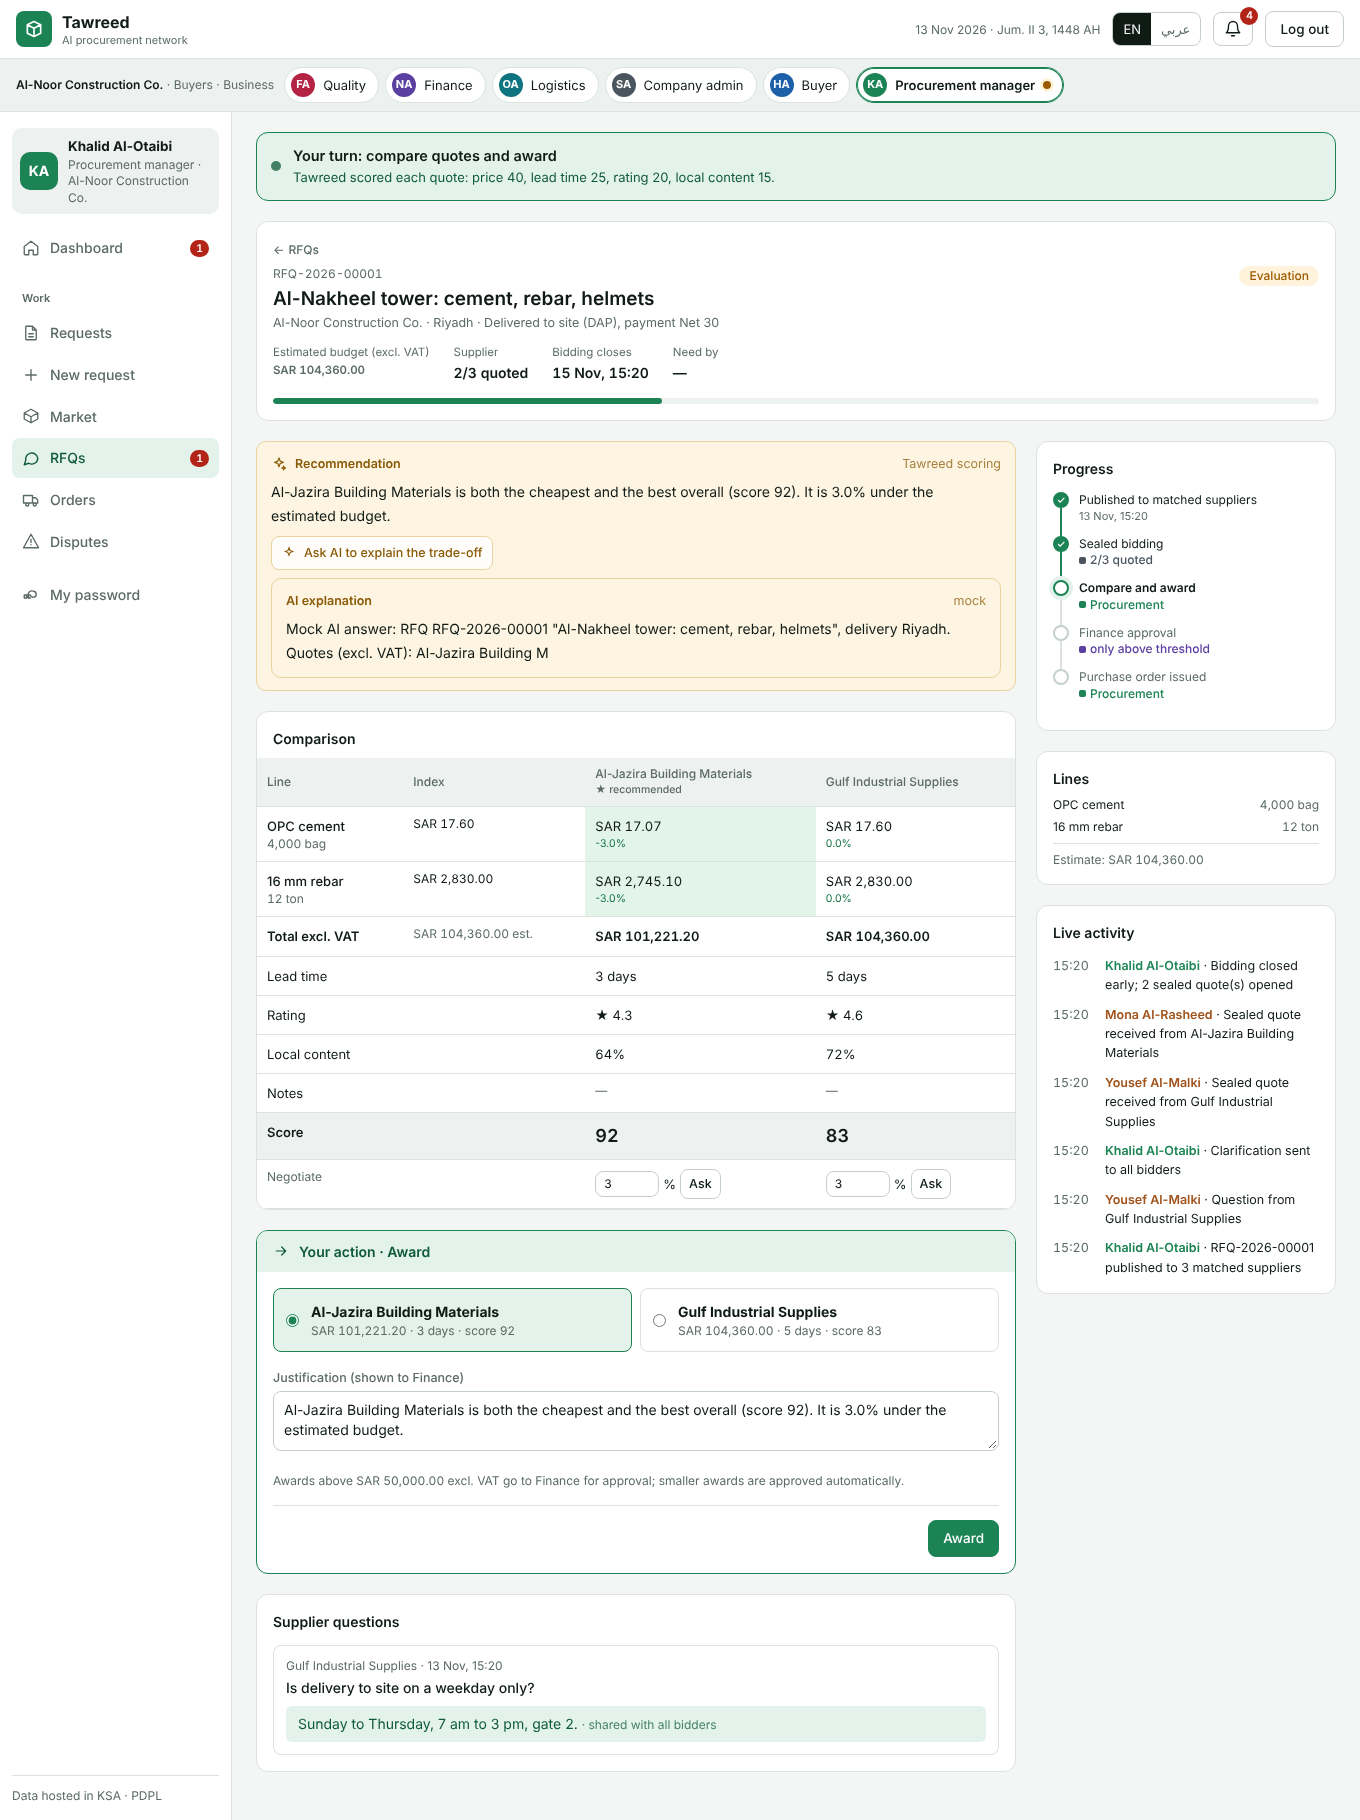 Tawreed
AI procurement network
13 Nov 2026 · Jum. II 3, 1448 AH
EN
عربي
4
Log out
Al-Noor Construction Co. · Buyers · Business
FA Quality
NA Finance
OA Logistics
SA Company admin
HA Buyer
KA Procurement manager
KA
Khalid Al-Otaibi
Procurement manager ·
Al-Noor Construction
Co.
Dashboard 1
Work
Requests
New request
Market
RFQs 1
Orders
Disputes
My password
Data hosted in KSA · PDPL
Your turn: compare quotes and award
Tawreed scored each quote: price 40, lead time 25, rating 20, local content 15.
← RFQs
RFQ-2026-00001
Evaluation
Al-Nakheel tower: cement, rebar, helmets
Al-Noor Construction Co. · Riyadh · Delivered to site (DAP), payment Net 30
Estimated budget (excl. VAT) Supplier Bidding closes Need by
SAR 104,360.00 2/3 quoted 15 Nov, 15:20 —
Recommendation Tawreed scoring
Al-Jazira Building Materials is both the cheapest and the best overall (score 92). It is 3.0% under the
estimated budget.
Ask AI to explain the trade-off
AI explanation mock
Mock AI answer: RFQ RFQ-2026-00001 "Al-Nakheel tower: cement, rebar, helmets", delivery Riyadh.
Quotes (excl. VAT): Al-Jazira Building M
Comparison
Line Index Al-Jazira Building Materials Gulf Industrial Supplies
★ recommended
OPC cement SAR 17.60 SAR 17.07 SAR 17.60
4,000 bag -3.0% 0.0%
16 mm rebar SAR 2,830.00 SAR 2,745.10 SAR 2,830.00
12 ton -3.0% 0.0%
Total excl. VAT SAR 104,360.00 est. SAR 101,221.20 SAR 104,360.00
Lead time 3 days 5 days
Rating ★ 4.3 ★ 4.6
Local content 64% 72%
Notes — —
Score 92 83
Negotiate 3 % Ask 3 % Ask
→ Your action · Award
Al-Jazira Building Materials
SAR 101,221.20 · 3 days · score 92
Gulf Industrial Supplies
SAR 104,360.00 · 5 days · score 83
Justification (shown to Finance)
Al-Jazira Building Materials is both the cheapest and the best overall (score 92). It is 3.0% under the
estimated budget.
Awards above SAR 50,000.00 excl. VAT go to Finance for approval; smaller awards are approved automatically.
Award
Supplier questions
Gulf Industrial Supplies · 13 Nov, 15:20
Is delivery to site on a weekday only?
Sunday to Thursday, 7 am to 3 pm, gate 2. · shared with all bidders
Progress
Published to matched suppliers
13 Nov, 15:20
Sealed bidding
2/3 quoted
Compare and award
Procurement
Finance approval
only above threshold
Purchase order issued
Procurement
Lines
OPC cement 4,000 bag
16 mm rebar 12 ton
Estimate: SAR 104,360.00
Live activity
15:20 Khalid Al-Otaibi · Bidding closed
early; 2 sealed quote(s) opened
15:20 Mona Al-Rasheed · Sealed quote
received from Al-Jazira Building
Materials
15:20 Yousef Al-Malki · Sealed quote
received from Gulf Industrial
Supplies
15:20 Khalid Al-Otaibi · Clarification sent
to all bidders
15:20 Yousef Al-Malki · Question from
Gulf Industrial Supplies
15:20 Khalid Al-Otaibi · RFQ-2026-00001
published to 3 matched suppliers